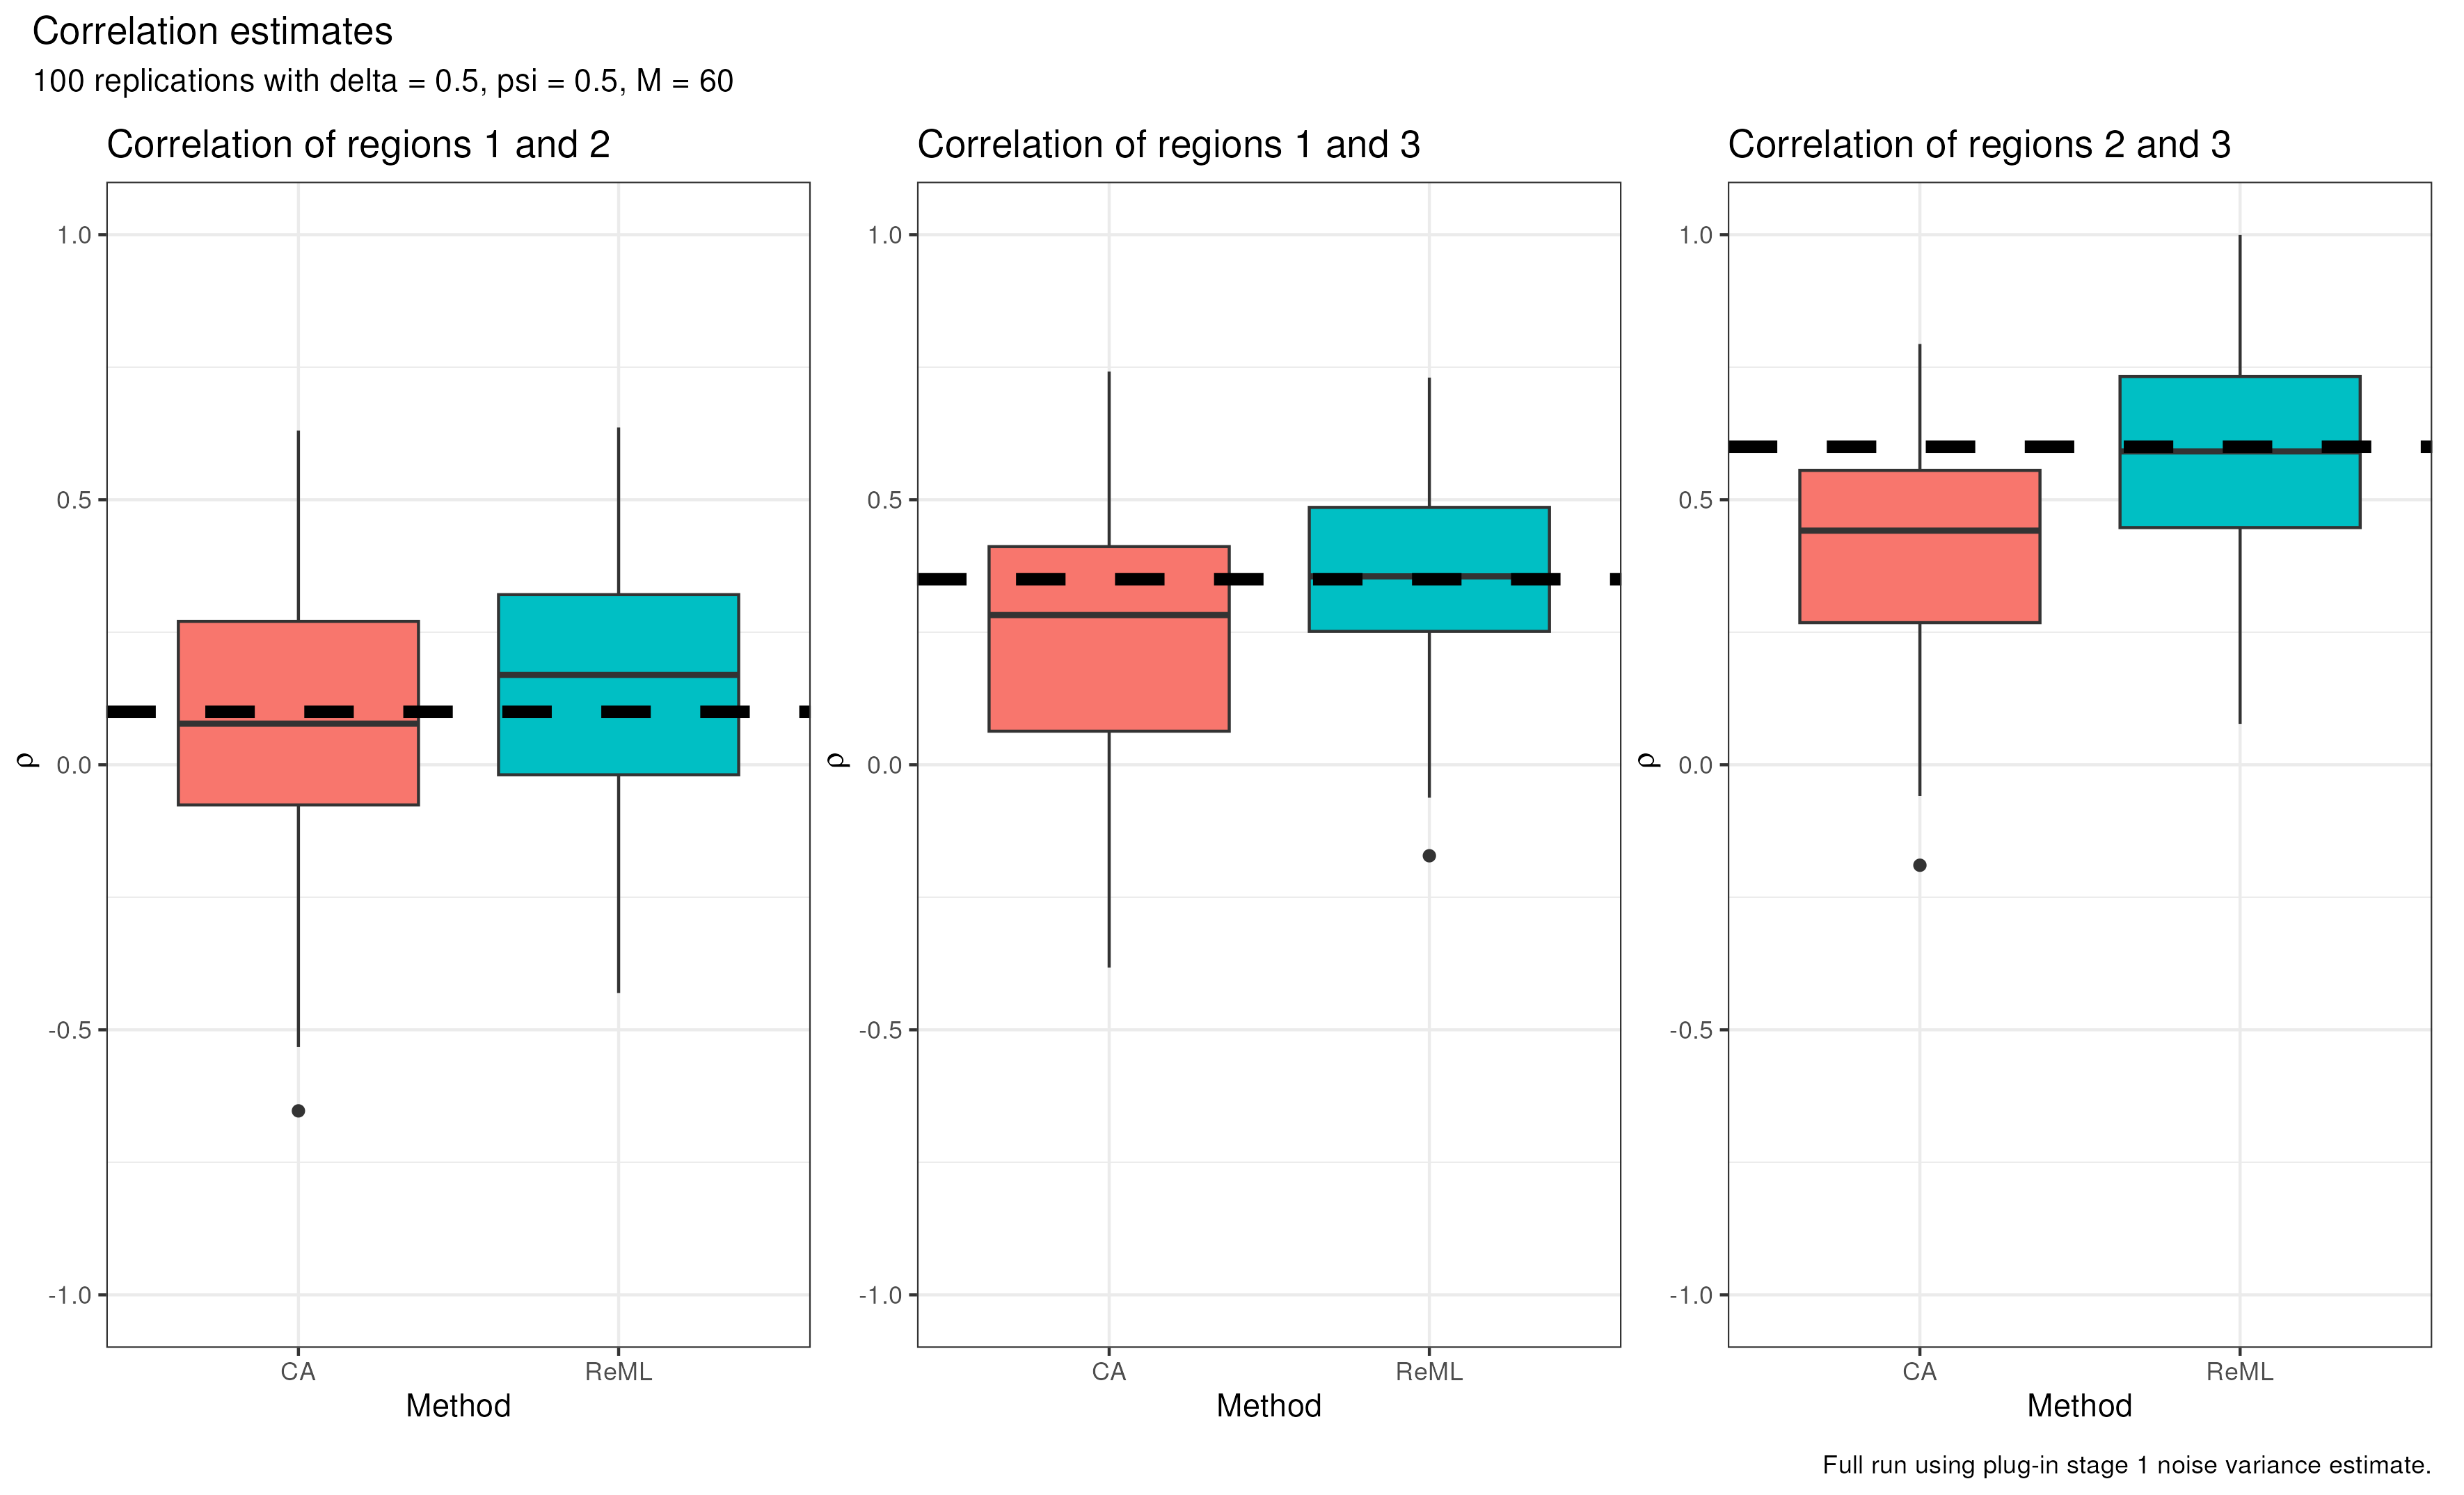 Correlation estimates
100 replications with delta = 0.5, psi = 0.5, M = 60
Correlation of regions 1 and 2
1.0
0.5
0.0
-0.5
-1.0
ρ
CA
ReML
Method
Correlation of regions 1 and 3
1.0
0.5
0.0
-0.5
-1.0
ρ
CA
ReML
Method
Correlation of regions 2 and 3
1.0
0.5
0.0
-0.5
-1.0
ρ
CA
ReML
Method
Full run using plug-in stage 1 noise variance estimate.